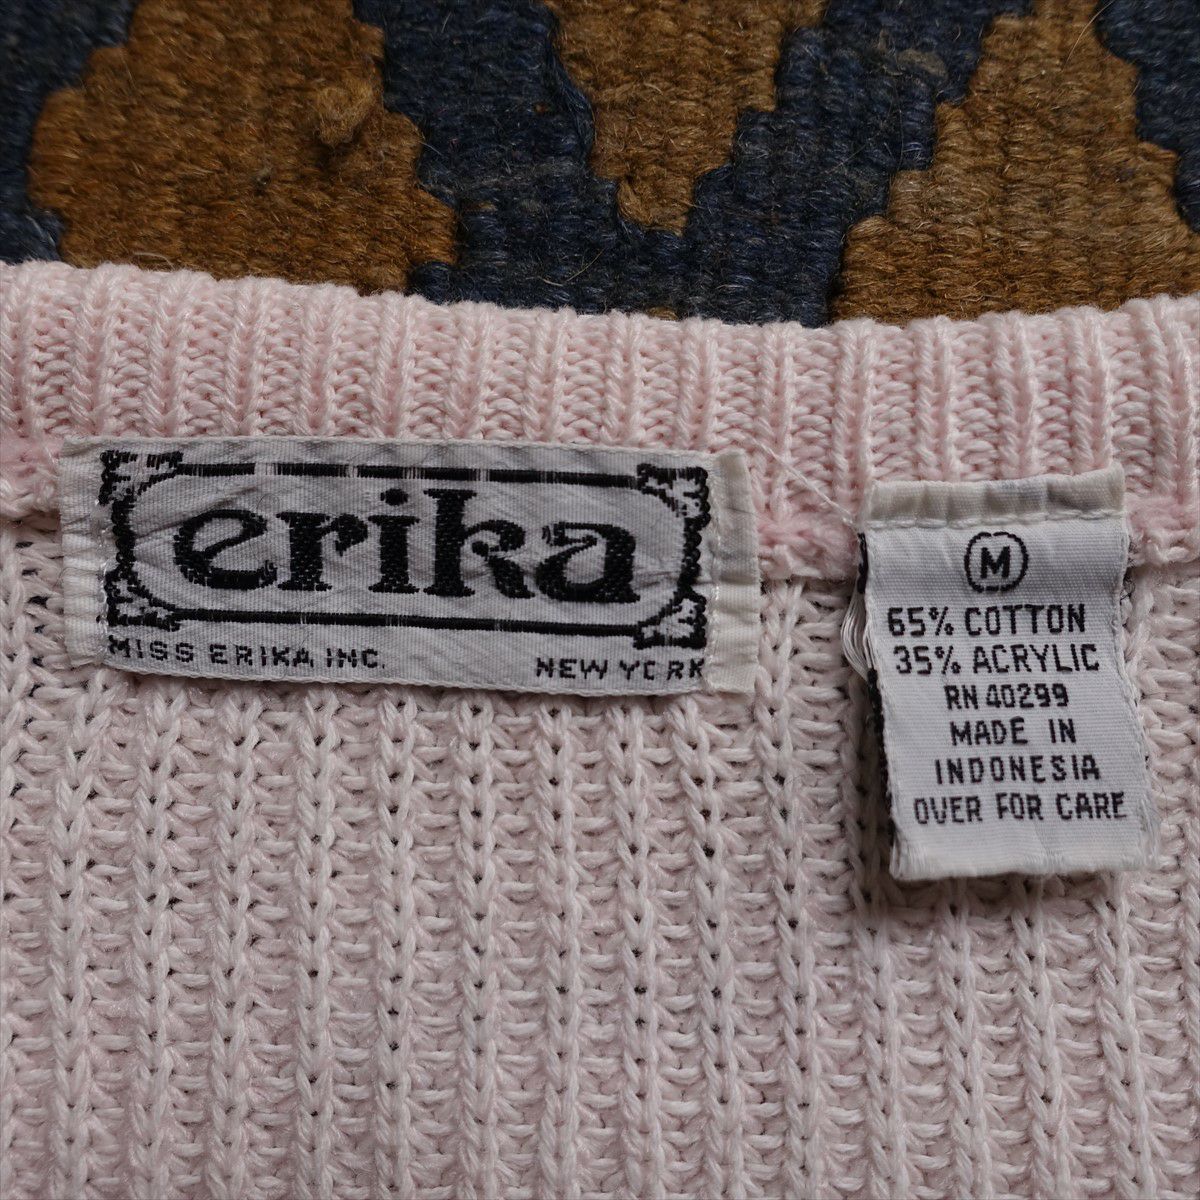 erika
MISS ERIKA INC. NEW YORK
M
65% COTTON
35% ACRYLIC
RN 40299
MADE IN
INDONESIA
OVER FOR CARE